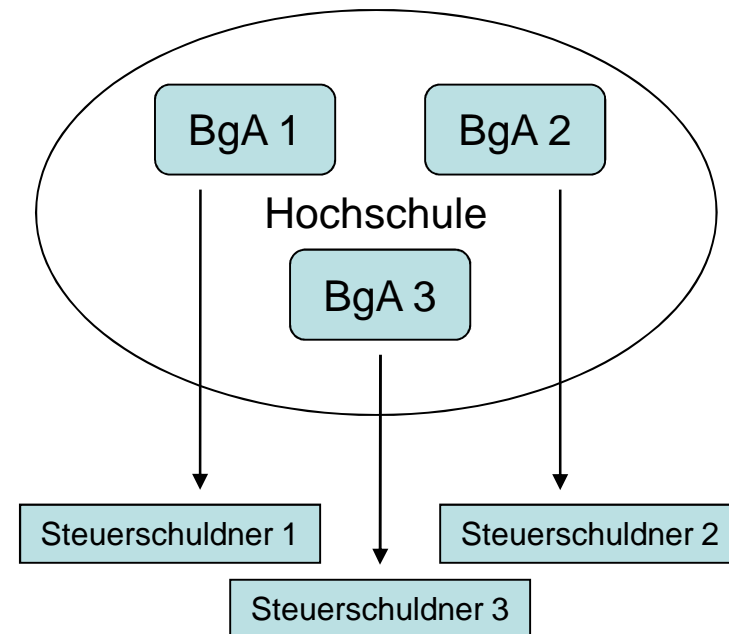 BgA 1
BgA 2
Hochschule
BgA 3
Steuerschuldner 1
Steuerschuldner 2
Steuerschuldner 3